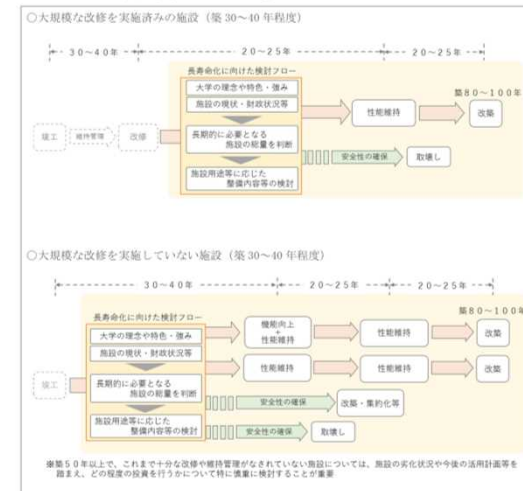 ○大規模な改修を実施済みの施設（築30～40年程度）
30～40年
20～25年
20～25年
長寿命化に向けた検討フロー
大学の理念や特色・強み
施設の現状・財政状況等
長期的に必要となる
施設の総量を判断
施設用途等に応じた
整備内容等の検討
竣工
維持管理
改修
性能維持
築80～100年
改築
安全性の確保
取壊し
○大規模な改修を実施していない施設（築30～40年程度）
30～40年
20～25年
20～25年
長寿命化に向けた検討フロー
大学の理念や特色・強み
施設の現状・財政状況等
長期的に必要となる
施設の総量を判断
施設用途等に応じた
整備内容等の検討
竣工
機能向上
+
性能維持
性能維持
築80～100年
改築
性能維持
性能維持
改築
安全性の確保
改築・集約化等
安全性の確保
取壊し
※築50年以上で、これまで十分な改修や維持管理がなされていない施設については、施設の劣化状況や今後の活用計画等を
踏まえ、どの程度の投資を行うかについて特に慎重に検討することが重要